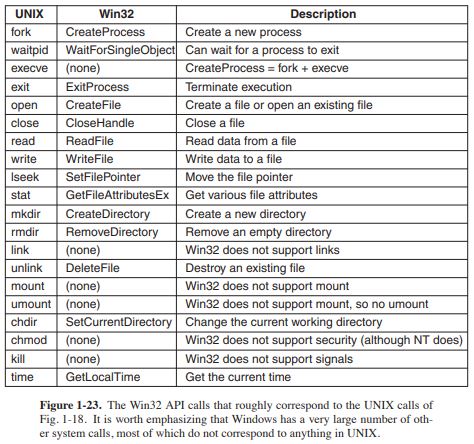 UNIX Win32 Description
fork CreateProcess Create a new process
waitpid WaitForSingleObject Can wait for a process to exit
execve (none) CreateProcess = fork + execve
exit ExitProcess Terminate execution
open CreateFile Create a file or open an existing file
close CloseHandle Close a file
read ReadFile Read data from a file
write WriteFile Write data to a file
lseek SetFilePointer Move the file pointer
stat GetFileAttributesEx Get various file attributes
mkdir CreateDirectory Create a new directory
rmdir RemoveDirectory Remove an empty directory
link (none) Win32 does not support links
unlink DeleteFile Destroy an existing file
mount (none) Win32 does not support mount
umount (none) Win32 does not support mount, so no umount
chdir SetCurrentDirectory Change the current working directory
chmod (none) Win32 does not support security (although NT does)
kill (none) Win32 does not support signals
time GetLocalTime Get the current time
Figure 1-23. The Win32 API calls that roughly correspond to the UNIX calls of
Fig. 1-18. It is worth emphasizing that Windows has a very large number of oth-
er system calls, most of which do not correspond to anything in UNIX.